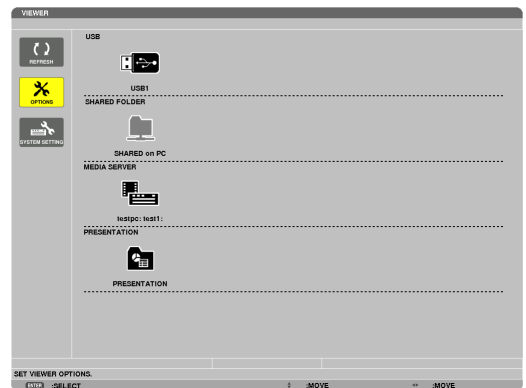 VIEWER
USB
REFRESH
USB1
OPTIONS
SHARED FOLDER
SYSTEM SETTING
SHARED on PC
MEDIA SERVER
testpc: test1:
PRESENTATION
PRESENTATION
SET VIEWER OPTIONS.
ENTER :SELECT :MOVE :MOVE